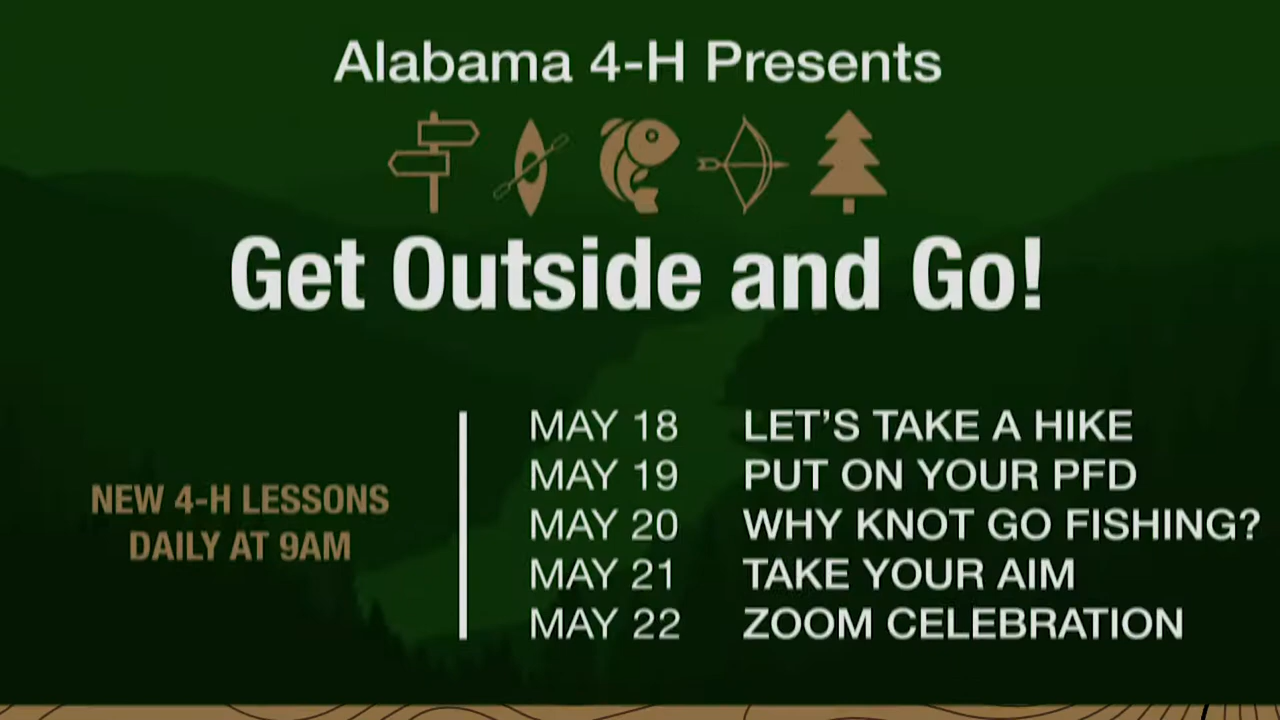 Alabama 4-H Presents
Get Outside and Go!
NEW 4-H LESSONS
DAILY AT 9AM
MAY 18 LET'S TAKE A HIKE
MAY 19 PUT ON YOUR PFD
MAY 20 WHY KNOT GO FISHING?
MAY 21 TAKE YOUR AIM
MAY 22 ZOOM CELEBRATION